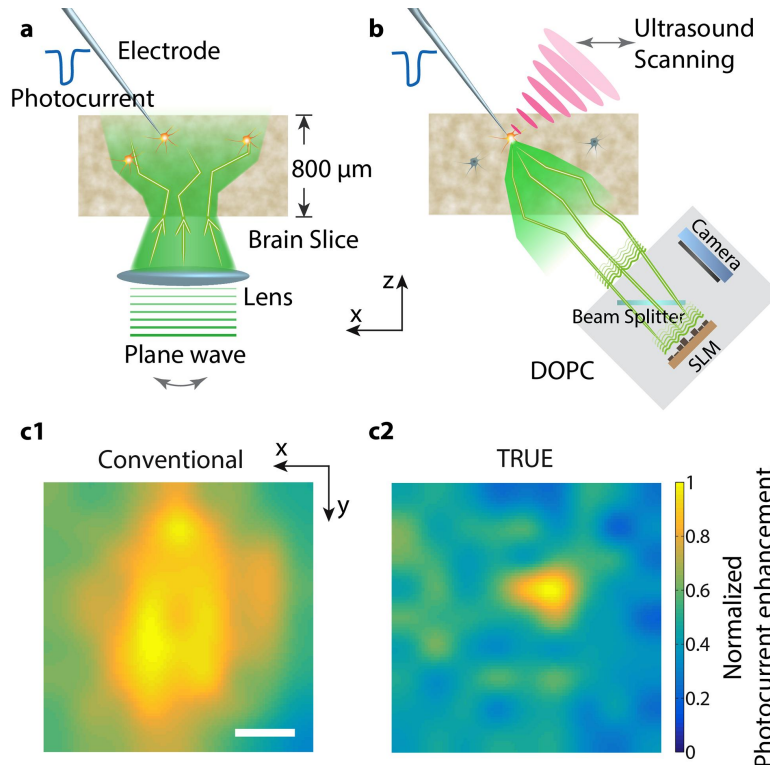 a
Electrode
Photocurrent
800 μm
Brain Slice
Lens
z
x
Plane wave
b
Ultrasound
Scanning
Camera
Beam Splitter
SLM
DOPC
c1
Conventional
x
y
c2
TRUE
1
0.8
0.6
0.4
0.2
0
Normalized
Photocurrent enhancement